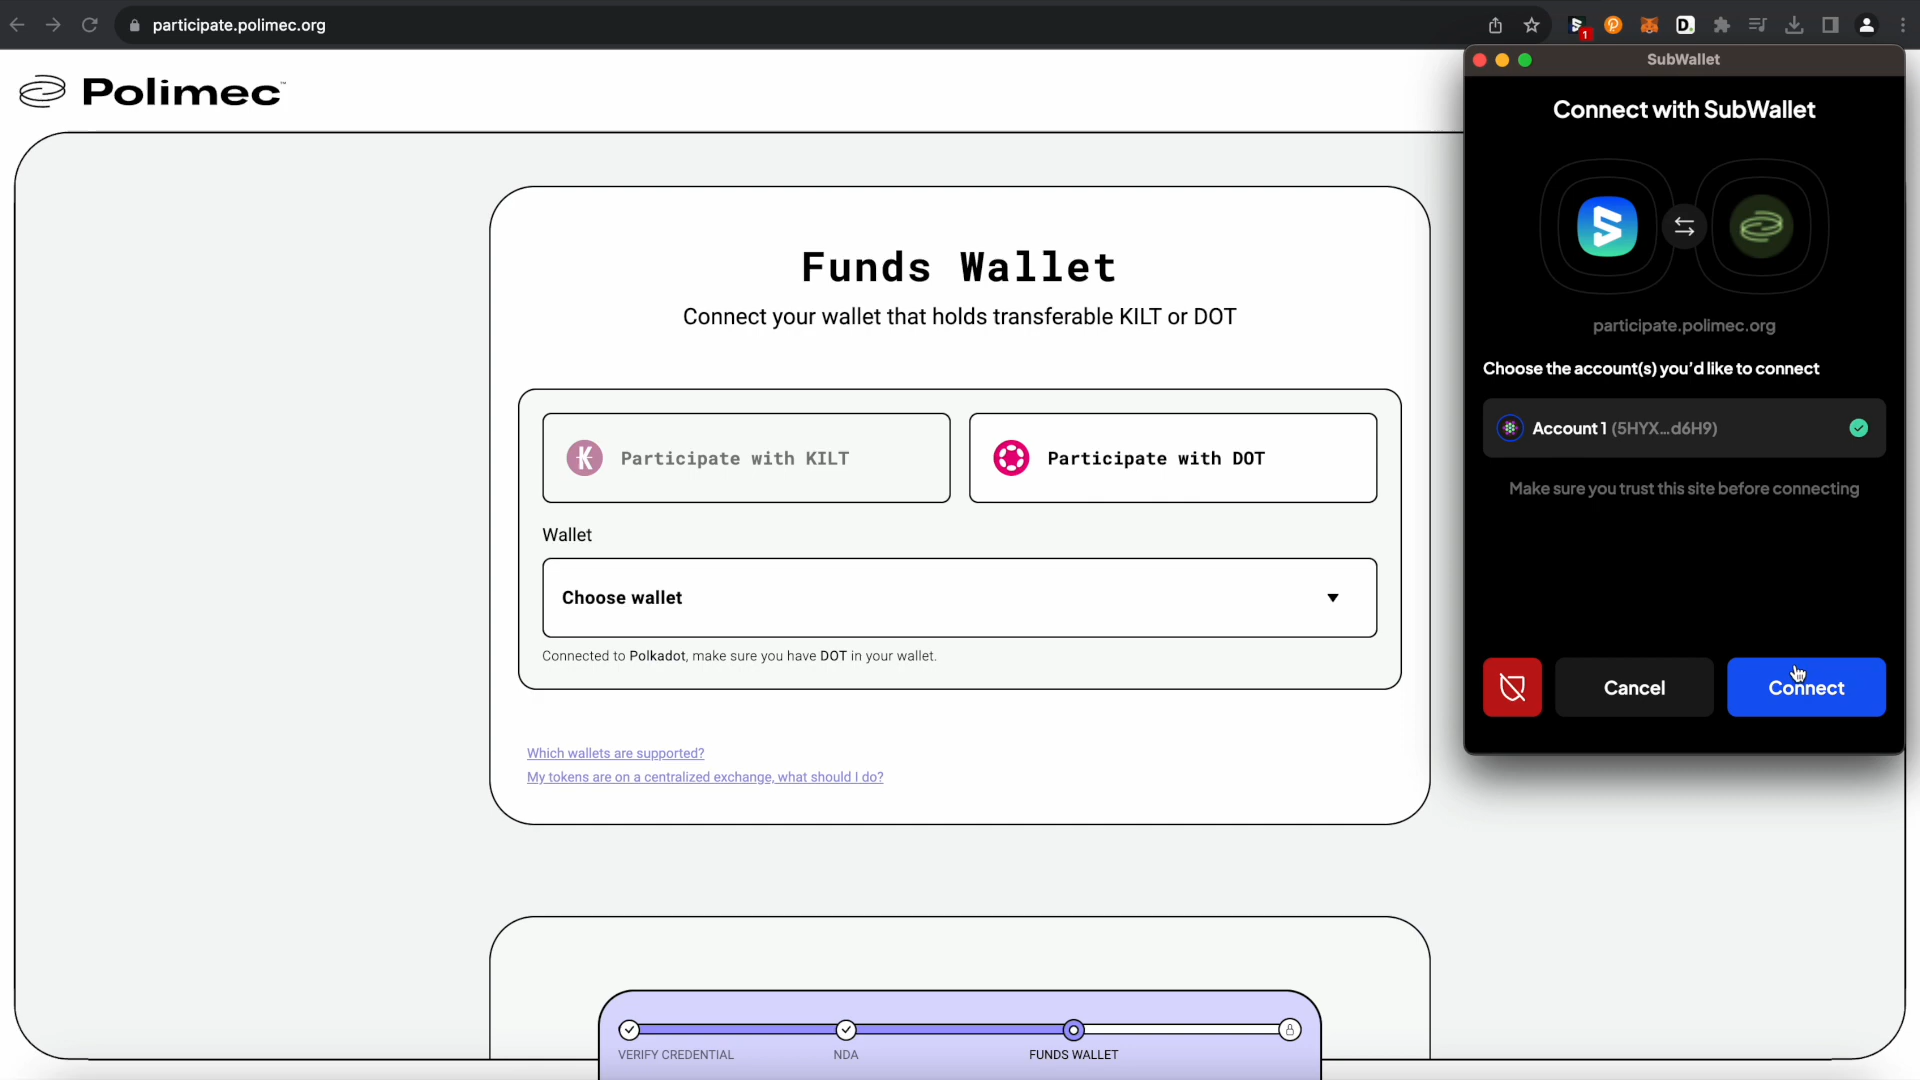 participate.polimec.org
1
D.
SubWallet
Polimec™
Connect with SubWallet
participate.polimec.org
Choose the account(s) you'd like to connect
Account 1 (5HYX...d6H9)
Make sure you trust this site before connecting
Cancel
Connect
Funds Wallet
Connect your wallet that holds transferable KILT or DOT
Participate with KILT
Participate with DOT
Wallet
Choose wallet
Connected to Polkadot, make sure you have DOT in your wallet.
Which wallets are supported?
My tokens are on a centralized exchange, what should I do?
VERIFY CREDENTIAL
NDA
FUNDS WALLET